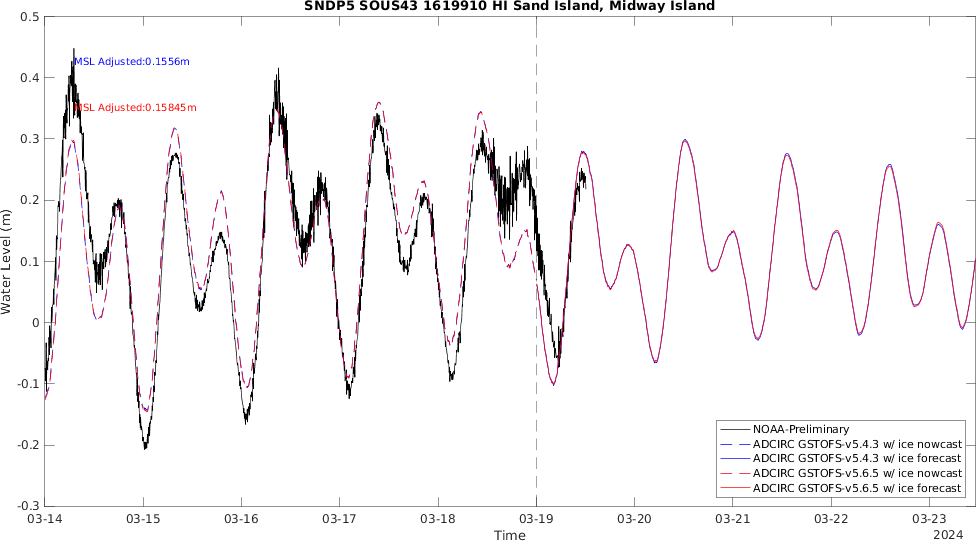 SNDP5 SOUS43 1619910 HI Sand Island, Midway Island
0.5
MSL Adjusted:0.1556m
0.4
MSL Adjusted:0.15845m
0.3
0.2
0.1
0
-0.1
-0.2
-0.3
Water Level (m)
NOAA-Preliminary
ADCIRC GSTOFS-v5.4.3 w/ ice nowcast
ADCIRC GSTOFS-v5.4.3 w/ ice forecast
ADCIRC GSTOFS-v5.6.5 w/ ice nowcast
ADCIRC GSTOFS-v5.6.5 w/ ice forecast
03-14 03-15 03-16 03-17 03-18 03-19 03-20 03-21 03-22 03-23
Time
2024